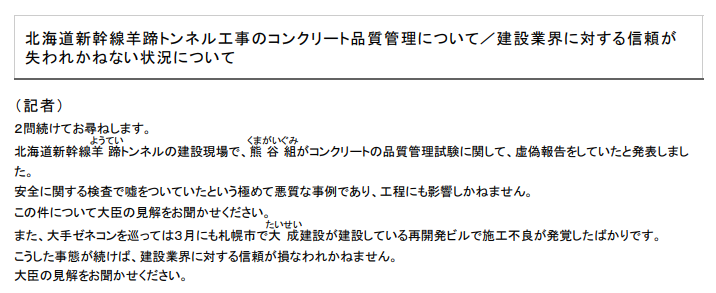 北海道新幹線羊蹄トンネル工事のコンクリート品質管理について／建設業界に対する信頼が
失われかねない状況について
（記者）
２問続けてお尋ねします。
ようてい くまがいぐみ
北海道新幹線羊蹄トンネルの建設現場で、熊谷組がコンクリートの品質管理試験に関して、虚偽報告をしていたと発表しまし
た。
安全に関する検査で嘘をついていたという極めて悪質な事例であり、工程にも影響しかねません。
この件について大臣の見解をお聞かせください。
たいせい
また、大手ゼネコンを巡っては３月にも札幌市で大成建設が建設している再開発ビルで施工不良が発覚したばかりです。
こうした事態が続けば、建設業界に対する信頼が損なわれかねません。
大臣の見解をお聞かせください。